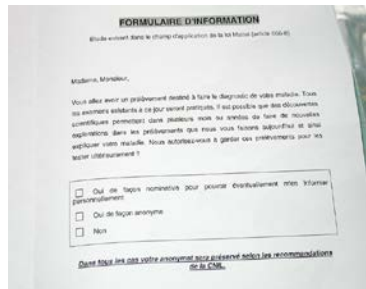 FORMULAIRE D'INFORMATION
Etude entrant dans le champ d'application de la loi Huriet (article
Madame, Monsieur,
Vous allez avoir un prélèvement destiné à faire le diagnostic de votre maladie. Tous
les examens existants à ce jour seront pratiqués. Il est possible que des découvertes
scientifiques permettent dans plusieurs mois ou années de faire de nouvelles
explorations dans les prélèvements que nous vous faisons aujourd'hui et ainsi
expliquer votre maladie. Nous autorisez-vous à garder ces prélèvements pour les
tester ultérieurement ?
Oui de façon nominative pour pouvoir éventuellement m'en informer
personnellement
Oui de façon anonyme
Non
Dans tous les cas votre anonymat sera préservé selon les recommandations
de la CNIL.